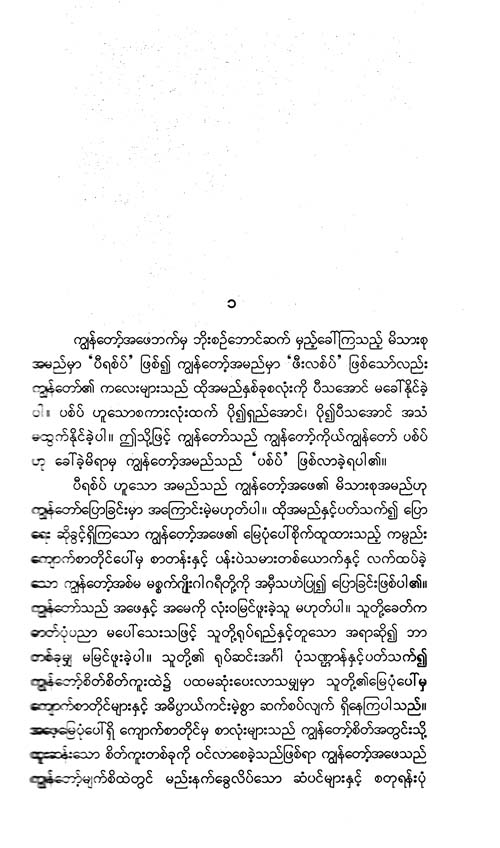 ၁
ကျွန်တော့်အဖေဘက်မှ ဘိုးစဉ်ဘောင်ဆက် မှည့်ခေါ်ကြသည့် မိသားစု
အမည်မှာ ‘ပီရစ်ပ်’ ဖြစ်၍ ကျွန်တော့်အမည်မှာ ‘ဖီးလစ်ပ်’ ဖြစ်သော်လည်း
ကျွန်တော်၏ ကလေးများသည် ထိုအမည်နှစ်ခုစလုံးကို ပီသအောင် မခေါ်နိုင်ခဲ့
ပါ။ ပစ်ပ် ဟူသောစကားလုံးထက် ပို၍ရှည်အောင်၊ ပို၍ပီသအောင် အသံ
မထွက်နိုင်ခဲ့ပါ။ ဤသို့ဖြင့် ကျွန်တော်သည် ကျွန်တော့်ကိုယ်ကျွန်တော် ပစ်ပ်
ဟု ခေါ်ခဲ့မိရာမှ ကျွန်တော့်အမည်သည် ‘ပစ်ပ်’ ဖြစ်လာခဲ့ရပါ၏။
ပီရစ်ပ် ဟူသော အမည်သည် ကျွန်တော့်အဖေ၏ မိသားစုအမည်ဟု
ကျွန်တော်ပြောခြင်းမှာ အကြောင်းမဲ့မဟုတ်ပါ။ ထိုအမည်နှင့်ပတ်သက်၍ ပြော
ရေး ဆိုခွင့်ရှိကြသော ကျွန်တော့်အဖေ၏ မြေပုံပေါ်စိုက်ထူထားသည့် ကမ္ပည်း
ကျောက်စာတိုင်ပေါ်မှ စာတန်းနှင့် ပန်းပဲသမားတစ်ယောက်နှင့် လက်ထပ်ခဲ့
သော ကျွန်တော့်အစ်မ မစ္စက်ဂျိုးဂါဂရီတို့ကို အမှီသဟဲပြု၍ ပြောခြင်းဖြစ်ပါ၏။
ကျွန်တော်သည် အဖေနှင့် အမေကို လုံးဝမြင်ဖူးခဲ့သူ မဟုတ်ပါ။ သူတို့ခေတ်က
ဓာတ်ပုံပညာ မပေါ်သေးသဖြင့် သူတို့ရုပ်ရည်နှင့်တူသော အရာဆို၍ ဘာ
တစ်ခုမျှ မမြင်ဖူးခဲ့ပါ။ သူတို့၏ ရုပ်ဆင်းအင်္ဂါ ပုံသဏ္ဌာန်နှင့်ပတ်သက်၍
ကျွန်တော့်စိတ်စိတ်ကူးထဲ၌ ပထမဆုံးပေးလာသမျှမှာ သူတို့၏မြေပုံပေါ်မှ
ကျောက်စာတိုင်များနှင့် အဓိပ္ပာယ်ကင်းမဲ့စွာ ဆက်စပ်လျက် ရှိနေကြပါသည်။
အဖေ့မြေပုံပေါ်ရှိ ကျောက်စာတိုင်မှ စာလုံးများသည် ကျွန်တော့်စိတ်အတွင်းသို့
ထူးဆန်းသော စိတ်ကူးတစ်ခုကို ဝင်လာစေခဲ့သည်ဖြစ်ရာ ကျွန်တော့်အဖေသည်
ကျွန်တော့်မျက်စိထဲတွင် မည်းနက်ခွေလိပ်သော ဆံပင်များနှင့် စတုရန်းပုံ